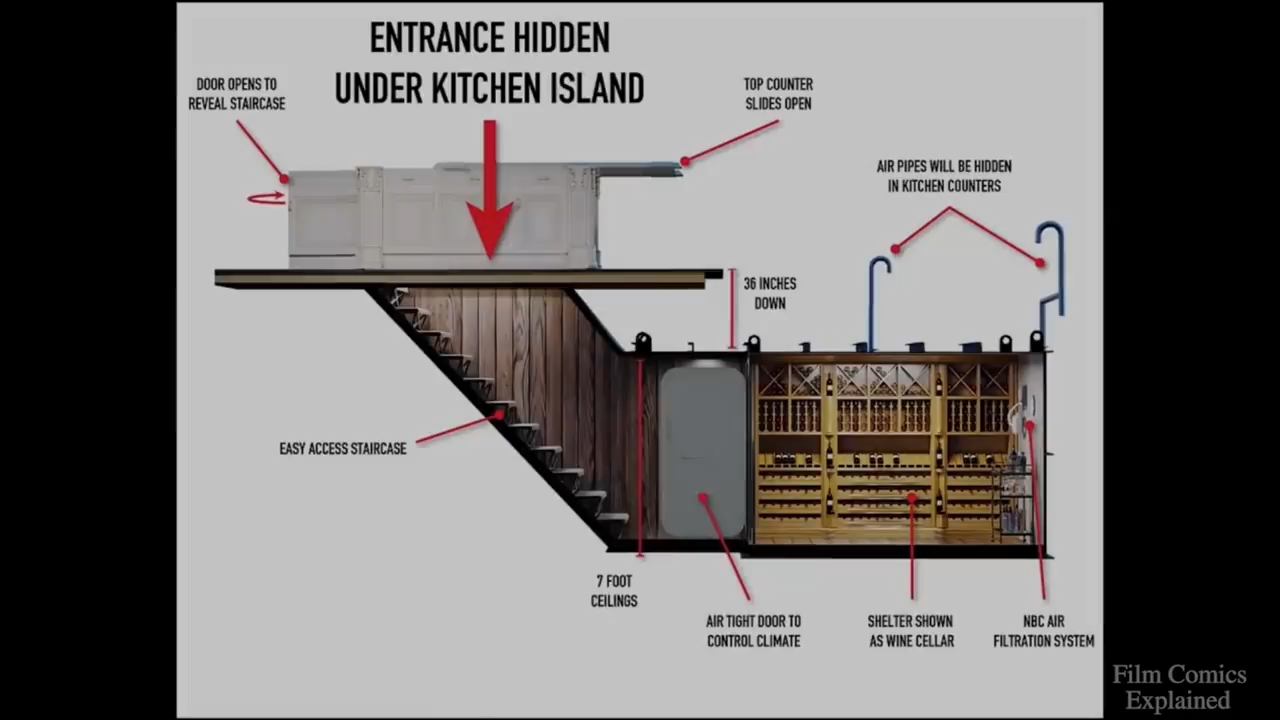 ENTRANCE HIDDEN
UNDER KITCHEN ISLAND
DOOR OPENS TO
REVEAL STAIRCASE
TOP COUNTER
SLIDES OPEN
AIR PIPES WILL BE HIDDEN
IN KITCHEN COUNTERS
36 INCHES
DOWN
EASY ACCESS STAIRCASE
7 FOOT
CEILINGS
AIR TIGHT DOOR TO
CONTROL CLIMATE
SHELTER SHOWN
AS WINE CELLAR
NBC AIR
FILTRATION SYSTEM
Film Comics
Explained